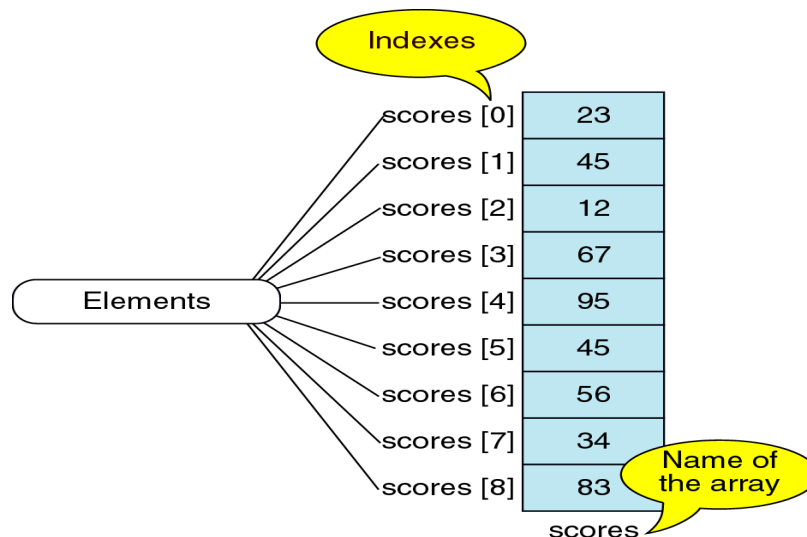 Indexes
scores [0] 23
scores [1] 45
scores [2] 12
scores [3] 67
Elements
scores [4] 95
scores [5] 45
scores [6] 56
scores [7] 34
scores [8] 83
Name of
the array
scores